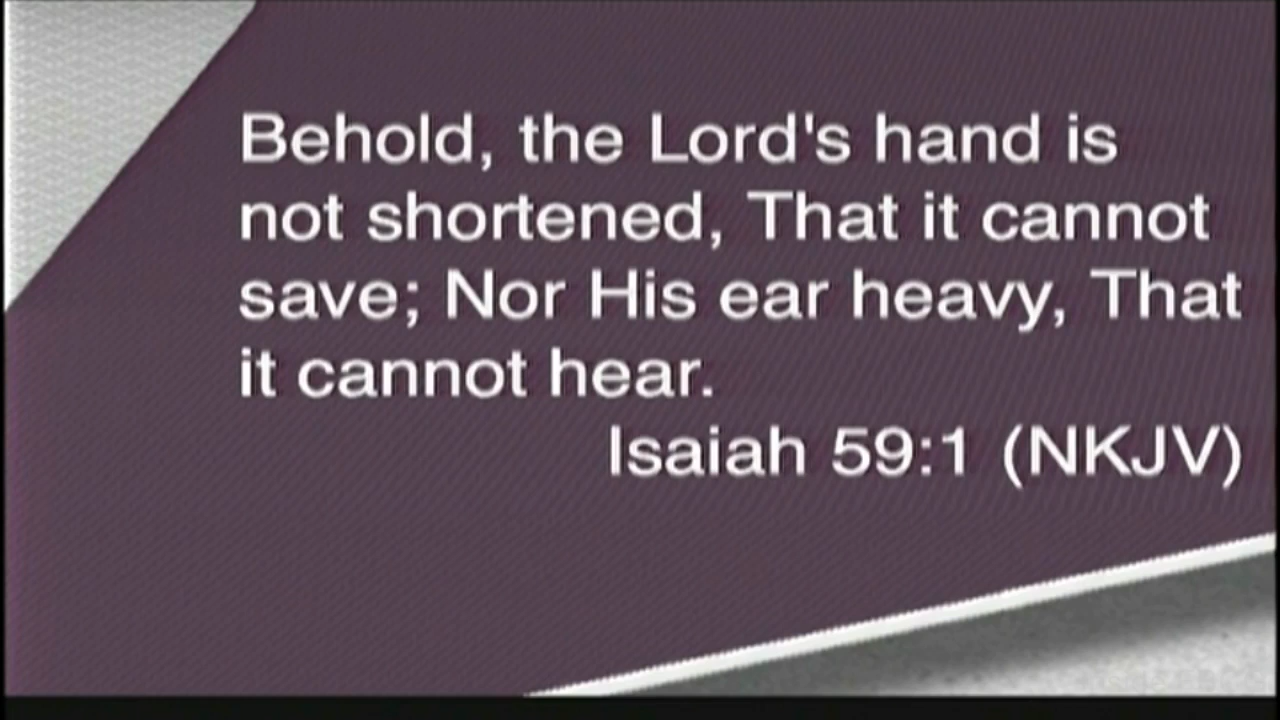 Behold, the Lord's hand is
not shortened, That it cannot
save; Nor His ear heavy, That
it cannot hear.
Isaiah 59:1 (NKJV)